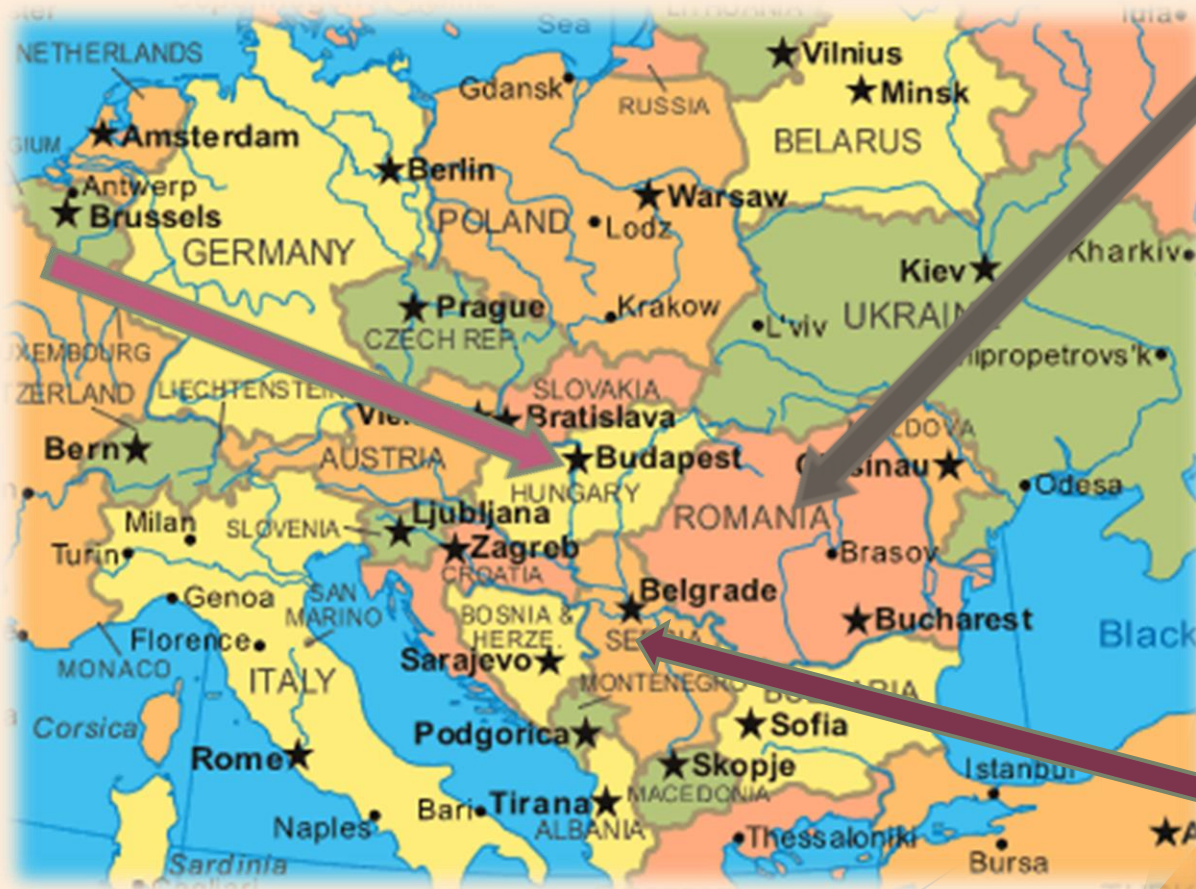 Sea
NETHERLANDS
Vilnius
Gdansk
RUSSIA
Minsk
Amsterdam
BELARUS
Berlin
Antwerp
Warsaw
Brussels
POLAND
Lodz
GERMANY
Kharkiv
Kiev
Prague
Krakow
L'viv
CZECH REP.
SLOVAKIA
LIECHTENSTEIN
Bratislava
Bern
AUSTRIA
Budapest
HUNGARY
Odesa
Ljubljana
ROMANIA
Milan
SLOVENIA
Zagreb
Turin
Brasov
CROATIA
Belgrade
Genoa
SAN
MARINO
BOSNIA &
HERZE.
Bucharest
Florence
Black
Sarajevo
MONACO
ITALY
MONTENEGRO
Corsica
Podgorica
Sofia
Rome
Skopje
Istanbul
MACEDONIA
Bari
Tirana
Naples
ALBANIA
Thessaloniki
Sardinia
Bursa